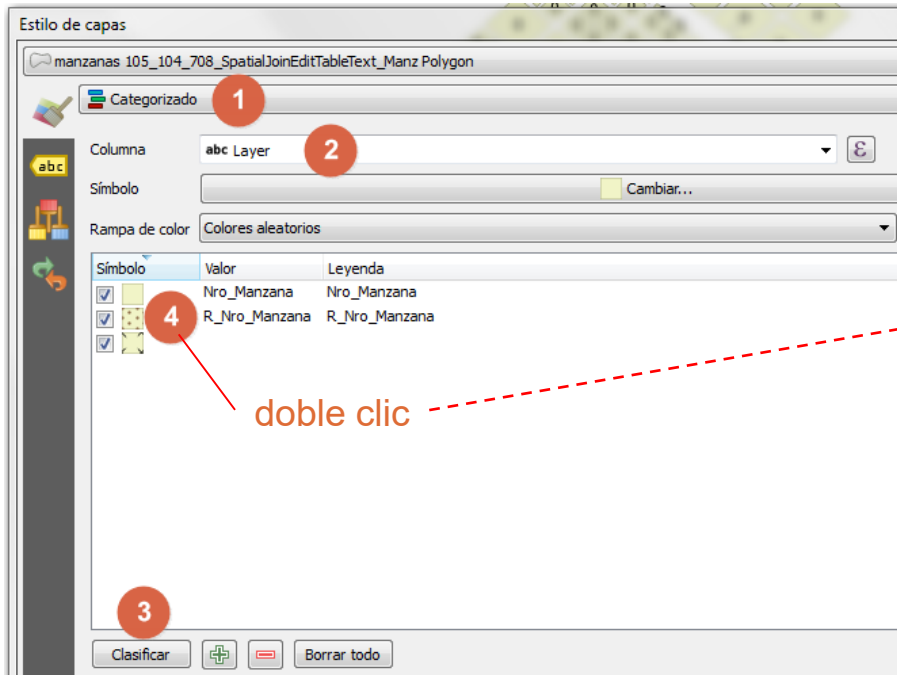 Estilo de capas
manzanas 105_104_708_SpatialJoinEditTableText_Manz Polygon
Categorizado 1
abc
Columna abc Layer 2 ε
Símbolo Cambiar...
Rampa de color Colores aleatorios
Símbolo Valor Leyenda
Nro_Manzana Nro_Manzana
4 R_Nro_Manzana R_Nro_Manzana
doble clic
3
Clasificar Borrar todo